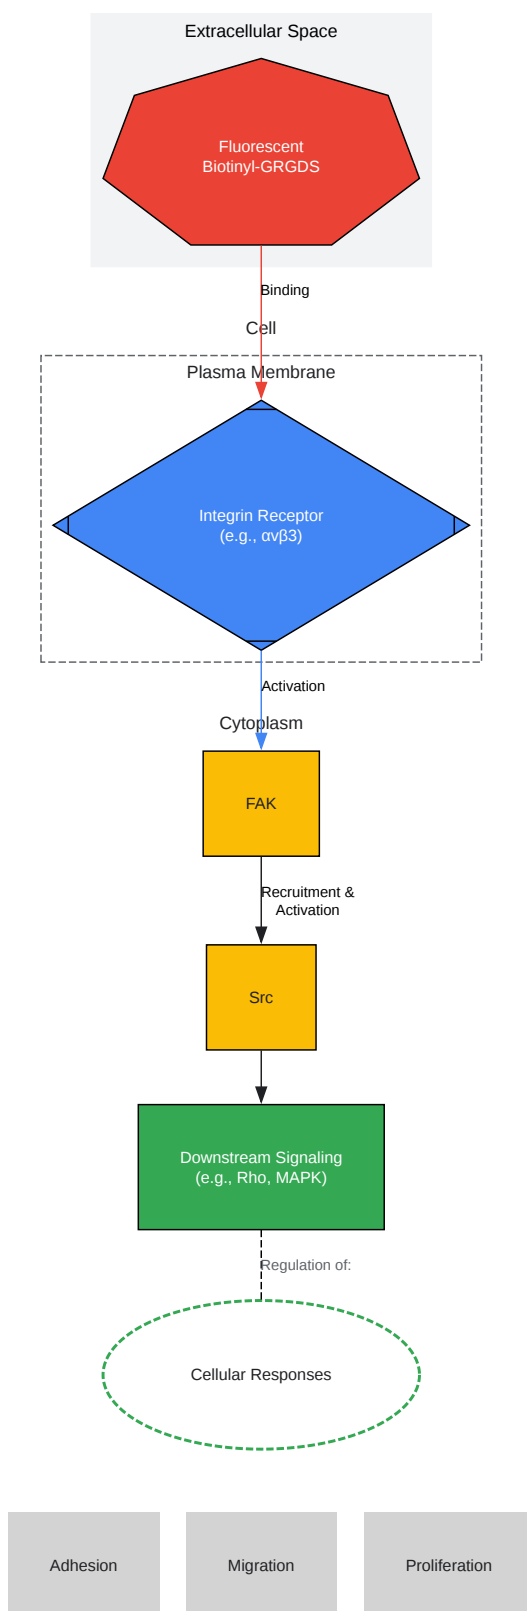 Extracellular Space
Fluorescent
Biotinyl-GRGDS
Binding
Cell
Plasma Membrane
Integrin Receptor
(e.g., αvβ3)
Activation
Cytoplasm
FAK
Recruitment &
Activation
Src
Downstream Signaling
(e.g., Rho, MAPK)
Regulation of:
Cellular Responses
Adhesion
Migration
Proliferation